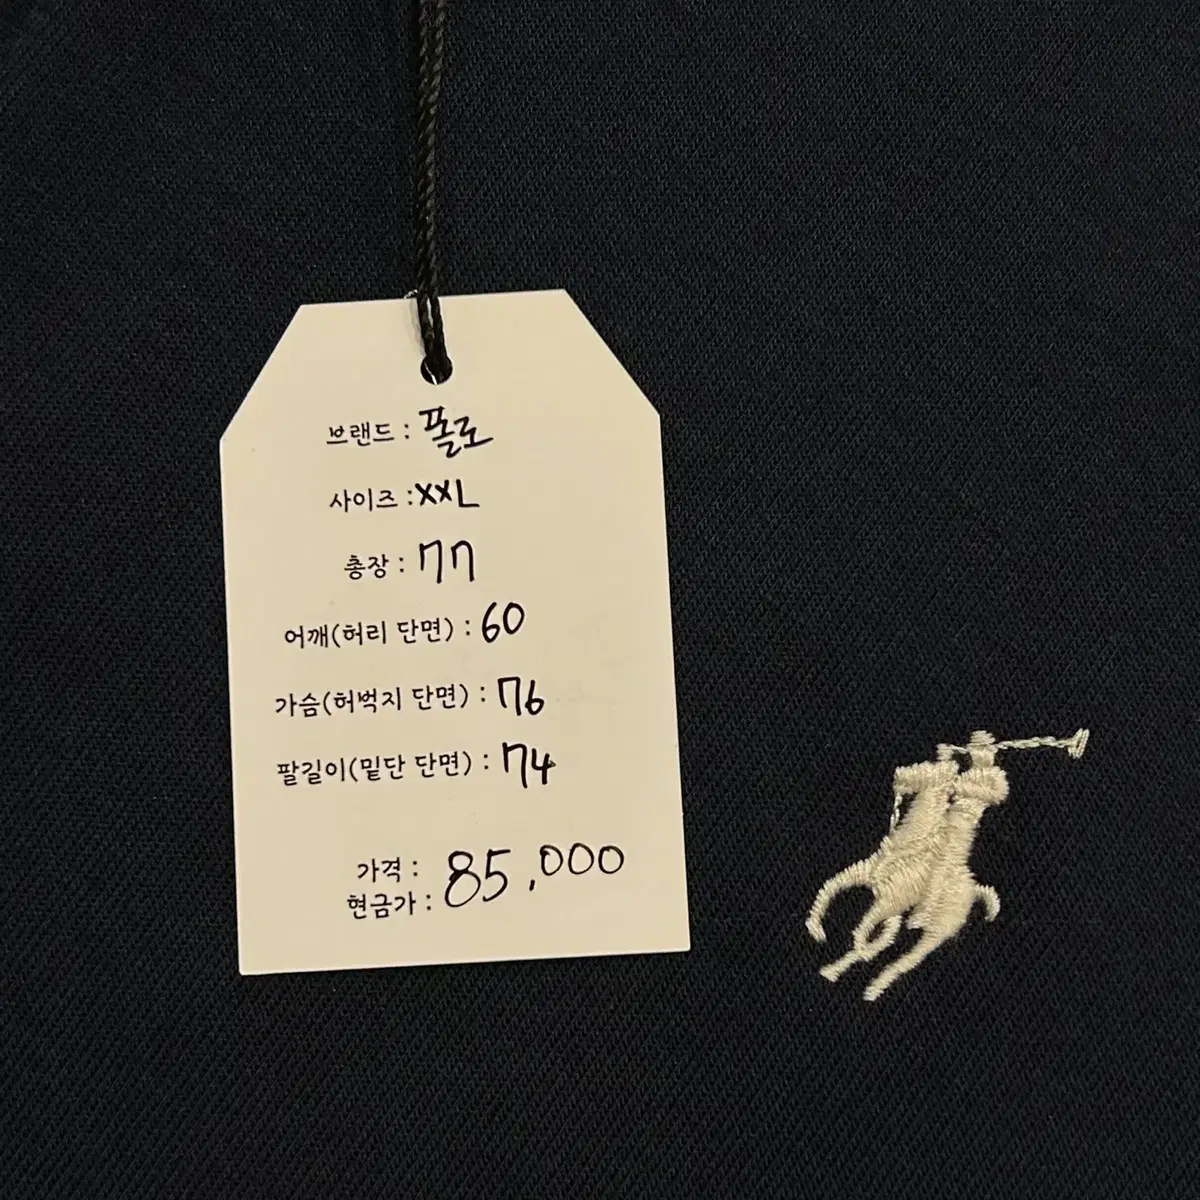 브랜드 : 폴로
사이즈 : XXL
총장 : 77
어깨(허리 단면) : 60
가슴(허벅지 단면) : 76
팔길이(밑단 단면) : 74
가격 :
현금가 : 85,000